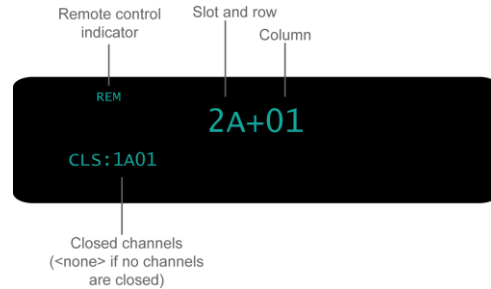 Remote control
indicator
Slot and row
Column
REM
2A+01
CLS:1A01
Closed channels
(<none> if no channels
are closed)